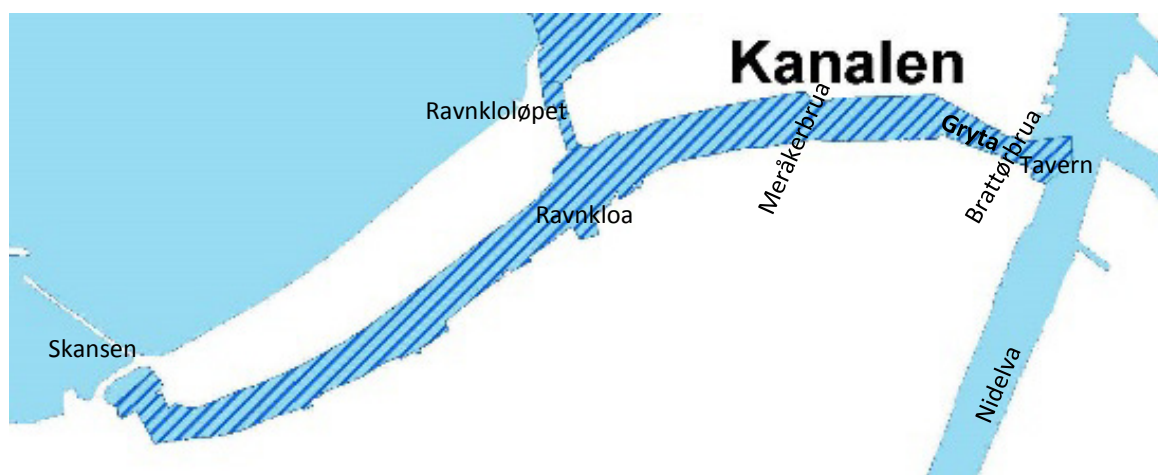 Kanalen
Ravnkloløpet
Meråkerbrua
Gryta
Brattørbrua
Tavern
Ravnkloa
Skansen
Nidelva